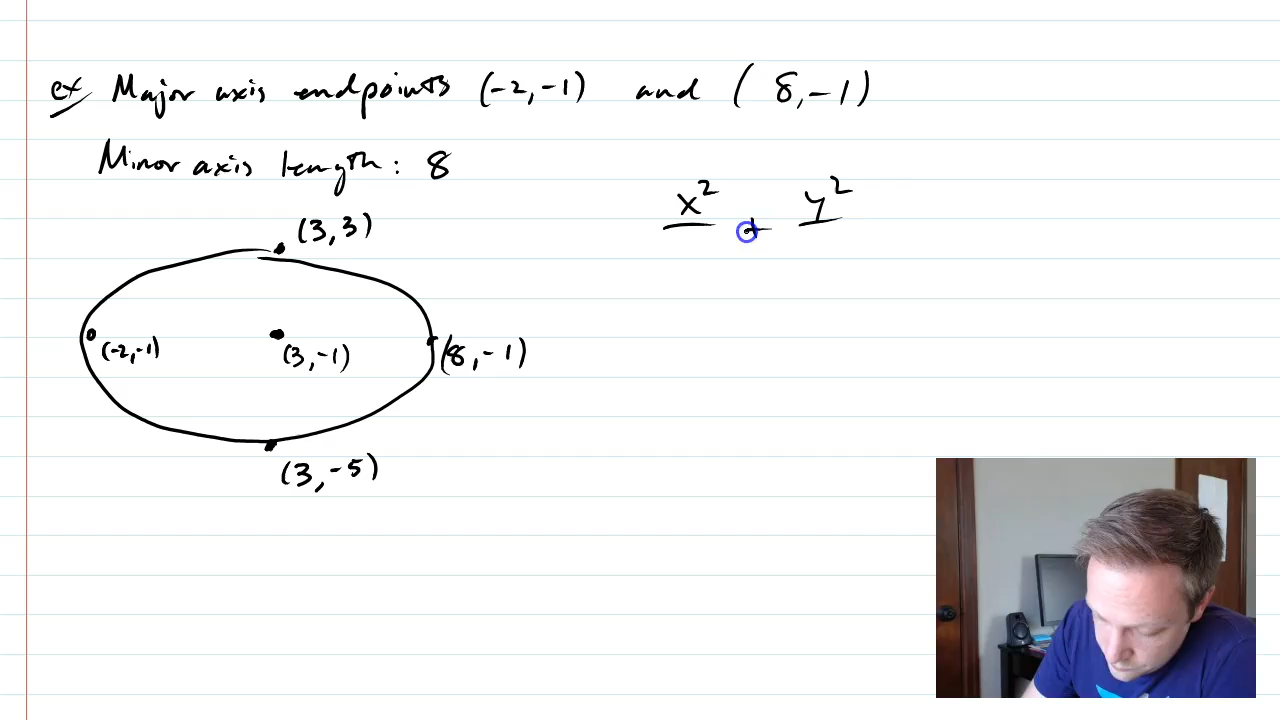 ex Major axis endpoints (-2,-1) and (8,-1)
Minor axis length: 8
x² + y²
(3,3)
(-2,-1)
(3,-1)
(8,-1)
(3,-5)